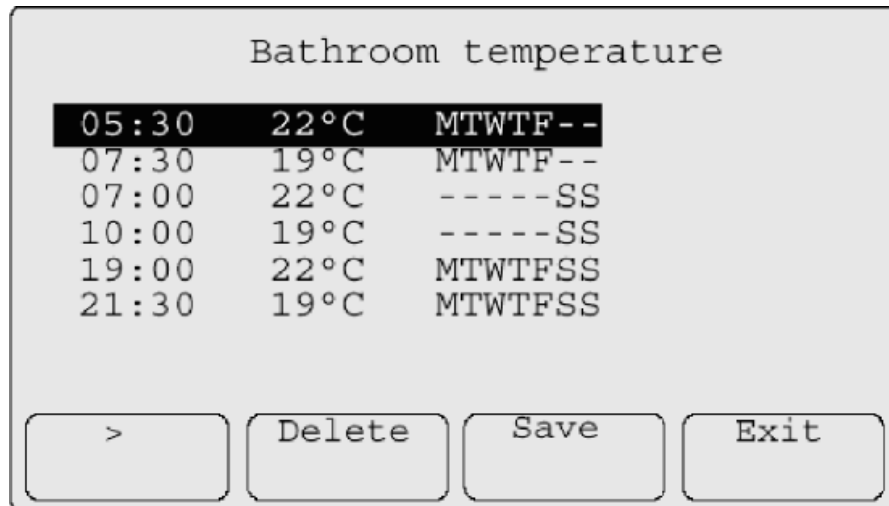 Bathroom temperature
05:30 22°C MTWTF--
07:30 19°C MTWTF--
07:00 22°C -----SS
10:00 19°C -----SS
19:00 22°C MTWTFSS
21:30 19°C MTWTFSS
> Delete Save Exit